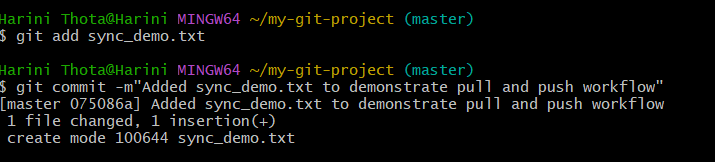 Harini Thota@Harini MINGW64 ~/my-git-project (master)
$ git add sync_demo.txt
Harini Thota@Harini MINGW64 ~/my-git-project (master)
$ git commit -m"Added sync_demo.txt to demonstrate pull and push workflow"
[master 075086a] Added sync_demo.txt to demonstrate pull and push workflow
1 file changed, 1 insertion(+)
create mode 100644 sync_demo.txt